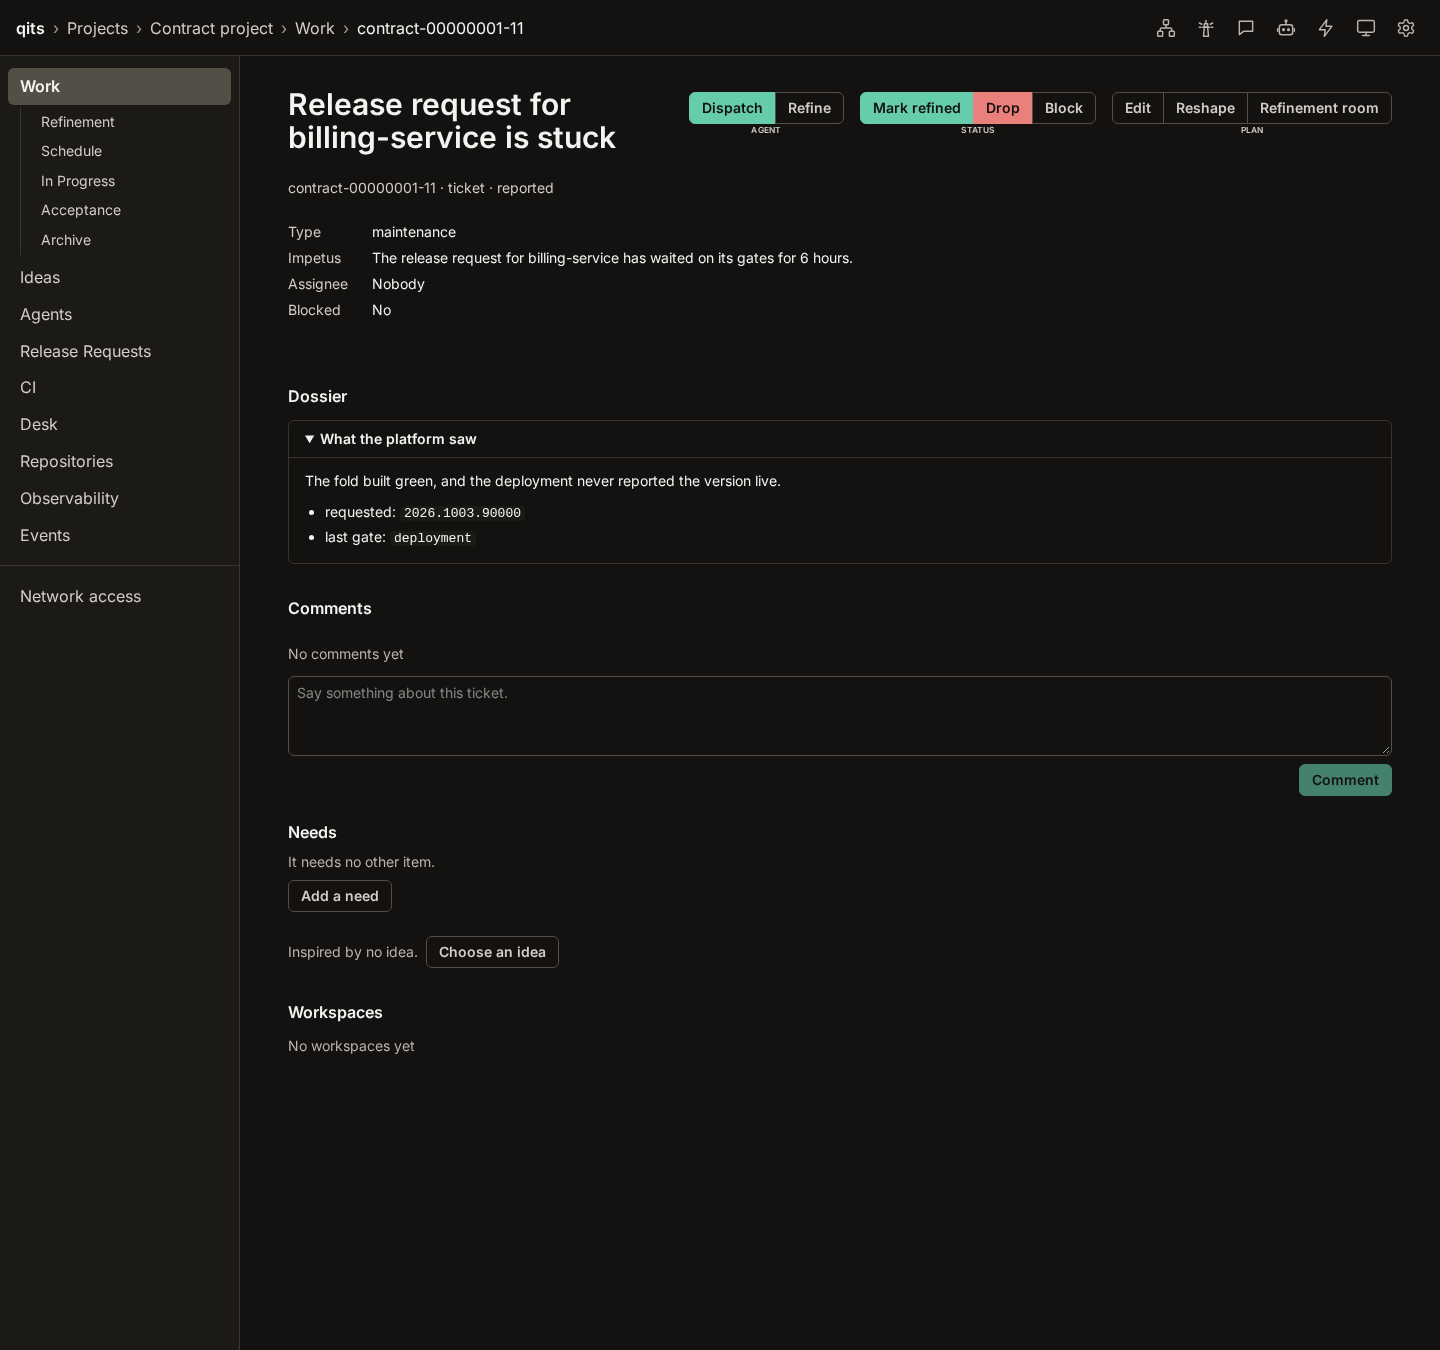 qits › Projects › Contract project › Work › contract-00000001-11
Work
Refinement
Schedule
In Progress
Acceptance
Archive
Ideas
Agents
Release Requests
CI
Desk
Repositories
Observability
Events
Network access
Release request for
billing-service is stuck
Dispatch Refine
AGENT
Mark refined Drop Block
STATUS
Edit Reshape Refinement room
PLAN
contract-00000001-11 · ticket · reported
Type maintenance
Impetus The release request for billing-service has waited on its gates for 6 hours.
Assignee Nobody
Blocked No
Dossier
▼ What the platform saw
The fold built green, and the deployment never reported the version live.
• requested: 2026.1003.90000
• last gate: deployment
Comments
No comments yet
Say something about this ticket.
Comment
Needs
It needs no other item.
Add a need
Inspired by no idea. Choose an idea
Workspaces
No workspaces yet